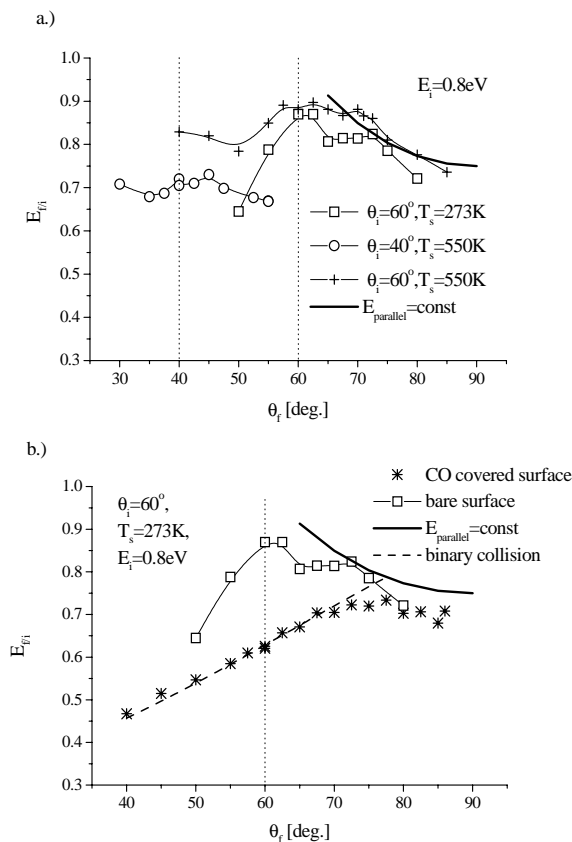 a.)
E_i=0.8eV
1.0
0.9
0.8
0.7
0.6
0.5
0.4
0.3
E_f/i
θ_i=60°,T_s=273K
θ_i=40°,T_s=550K
θ_i=60°,T_s=550K
E_parallel=const
30 40 50 60 70 80 90
θ_f [deg.]
b.)
CO covered surface
bare surface
E_parallel=const
binary collision
θ_i=60°,
T_s=273K,
E_i=0.8eV
1.0
0.9
0.8
0.7
0.6
0.5
0.4
0.3
E_f/i
40 50 60 70 80 90
θ_f [deg.]